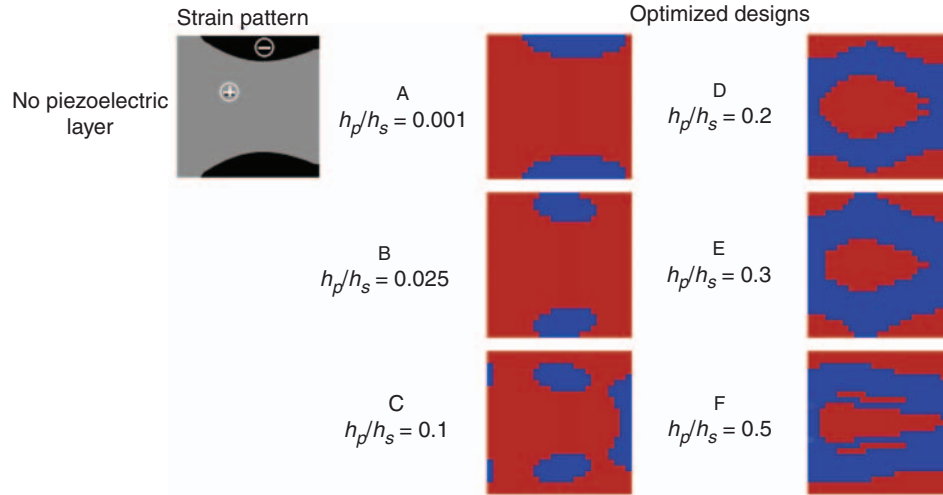 Strain pattern
Optimized designs
No piezoelectric
layer
A
h_p/h_s = 0.001
D
h_p/h_s = 0.2
B
h_p/h_s = 0.025
E
h_p/h_s = 0.3
C
h_p/h_s = 0.1
F
h_p/h_s = 0.5